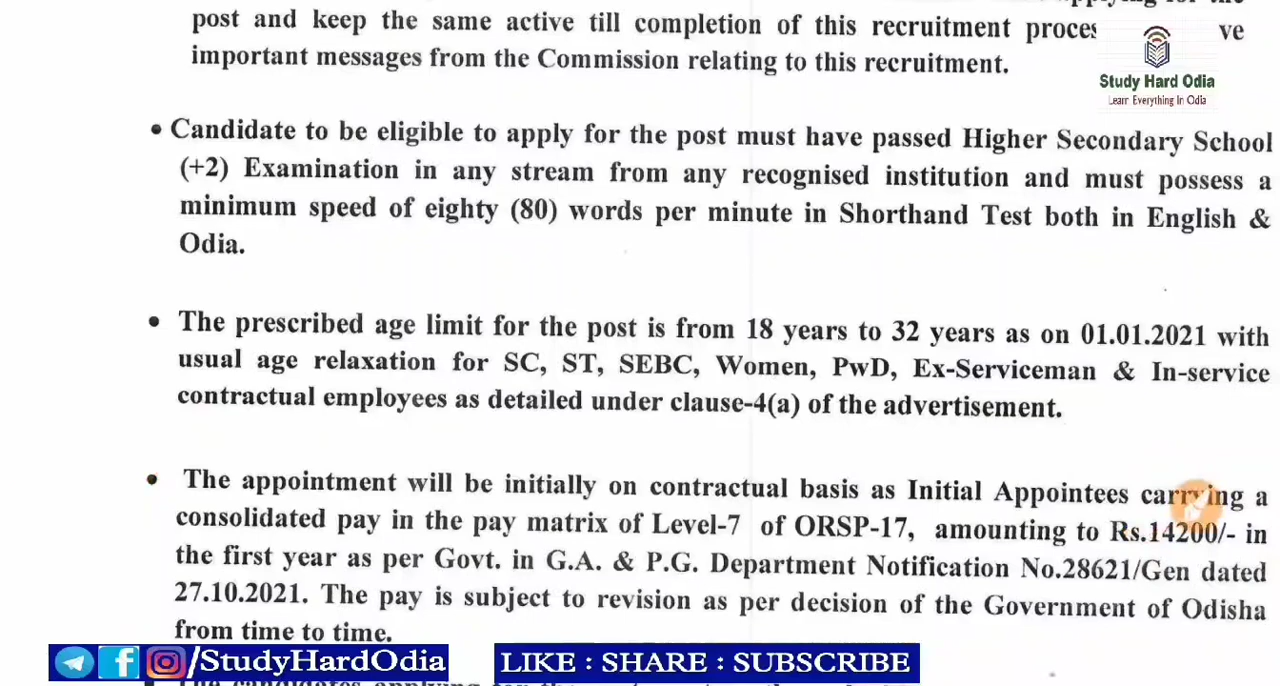 post and keep the same active till completion of this recruitment proces ve
important messages from the Commission relating to this recruitment.
Study Hard Odia
Learn Everything In Odia
• Candidate to be eligible to apply for the post must have passed Higher Secondary School
(+2) Examination in any stream from any recognised institution and must possess a
minimum speed of eighty (80) words per minute in Shorthand Test both in English &
Odia.
• The prescribed age limit for the post is from 18 years to 32 years as on 01.01.2021 with
usual age relaxation for SC, ST, SEBC, Women, PwD, Ex-Serviceman & In-service
contractual employees as detailed under clause-4(a) of the advertisement.
• The appointment will be initially on contractual basis as Initial Appointees carrying a
consolidated pay in the pay matrix of Level-7 of ORSP-17, amounting to Rs.14200/- in
the first year as per Govt. in G.A. & P.G. Department Notification No.28621/Gen dated
27.10.2021. The pay is subject to revision as per decision of the Government of Odisha
from time to time.
/StudyHardOdia
LIKE : SHARE : SUBSCRIBE